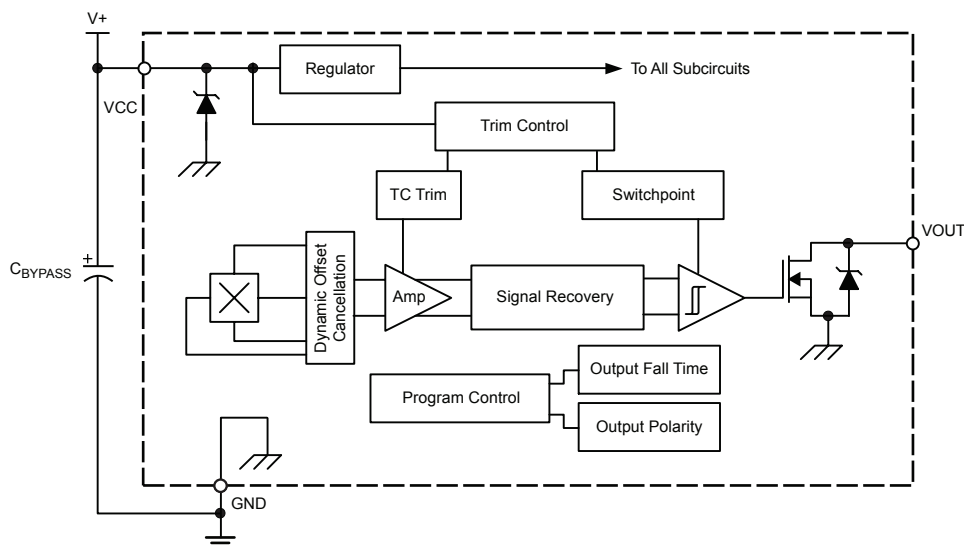 V+
Regulator
To All Subcircuits
VCC
Trim Control
TC Trim
Switchpoint
VOUT
+
CBYPASS
Dynamic Offset
Cancellation
Amp
Signal Recovery
Output Fall Time
Program Control
Output Polarity
GND